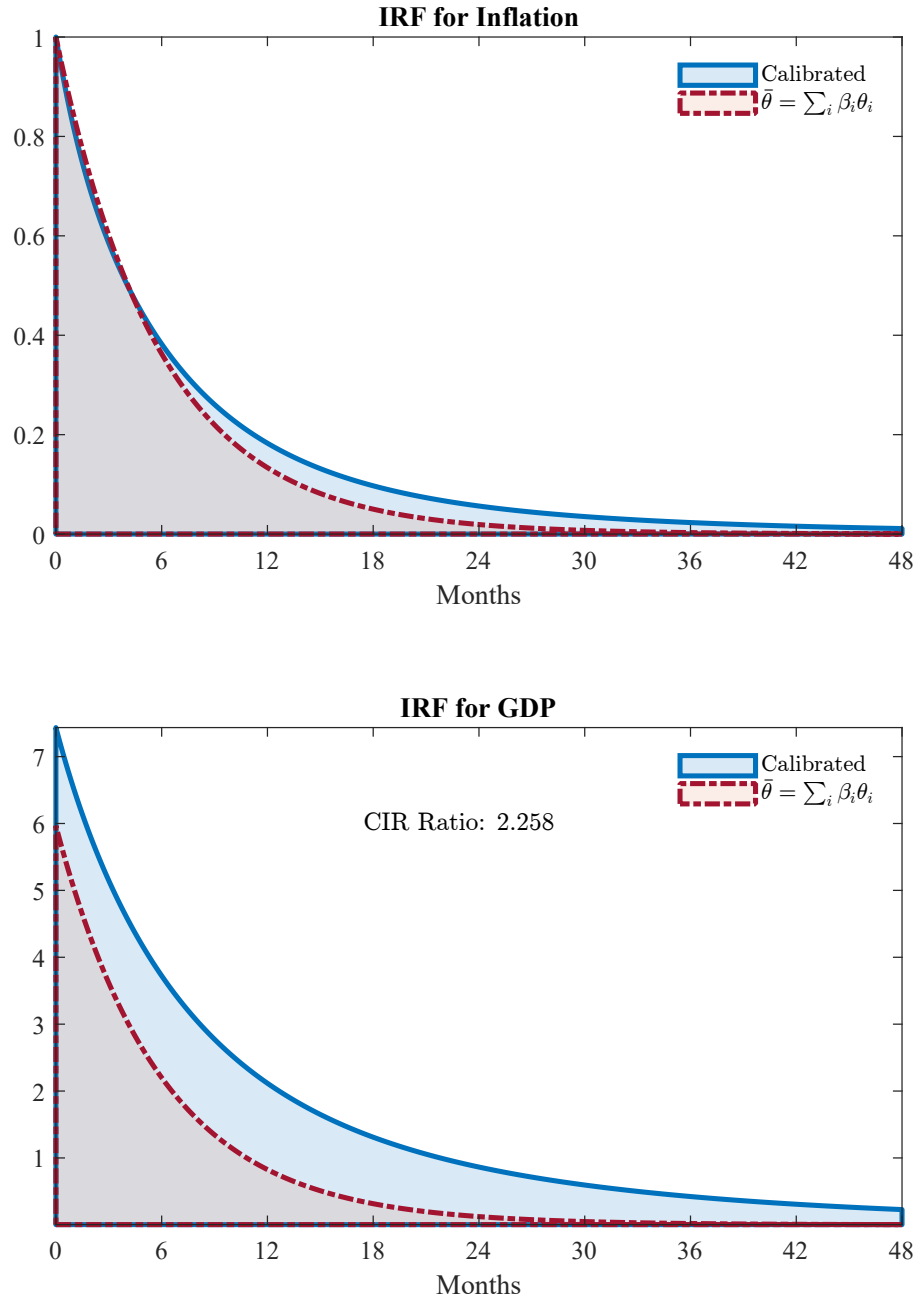 IRF for Inflation
1
0.8
0.6
0.4
0.2
0
Calibrated
θ̄ = ∑ᵢ βᵢθᵢ
0 6 12 18 24 30 36 42 48
Months
IRF for GDP
7
6
5
4
3
2
1
Calibrated
θ̄ = ∑ᵢ βᵢθᵢ
CIR Ratio: 2.258
0 6 12 18 24 30 36 42 48
Months